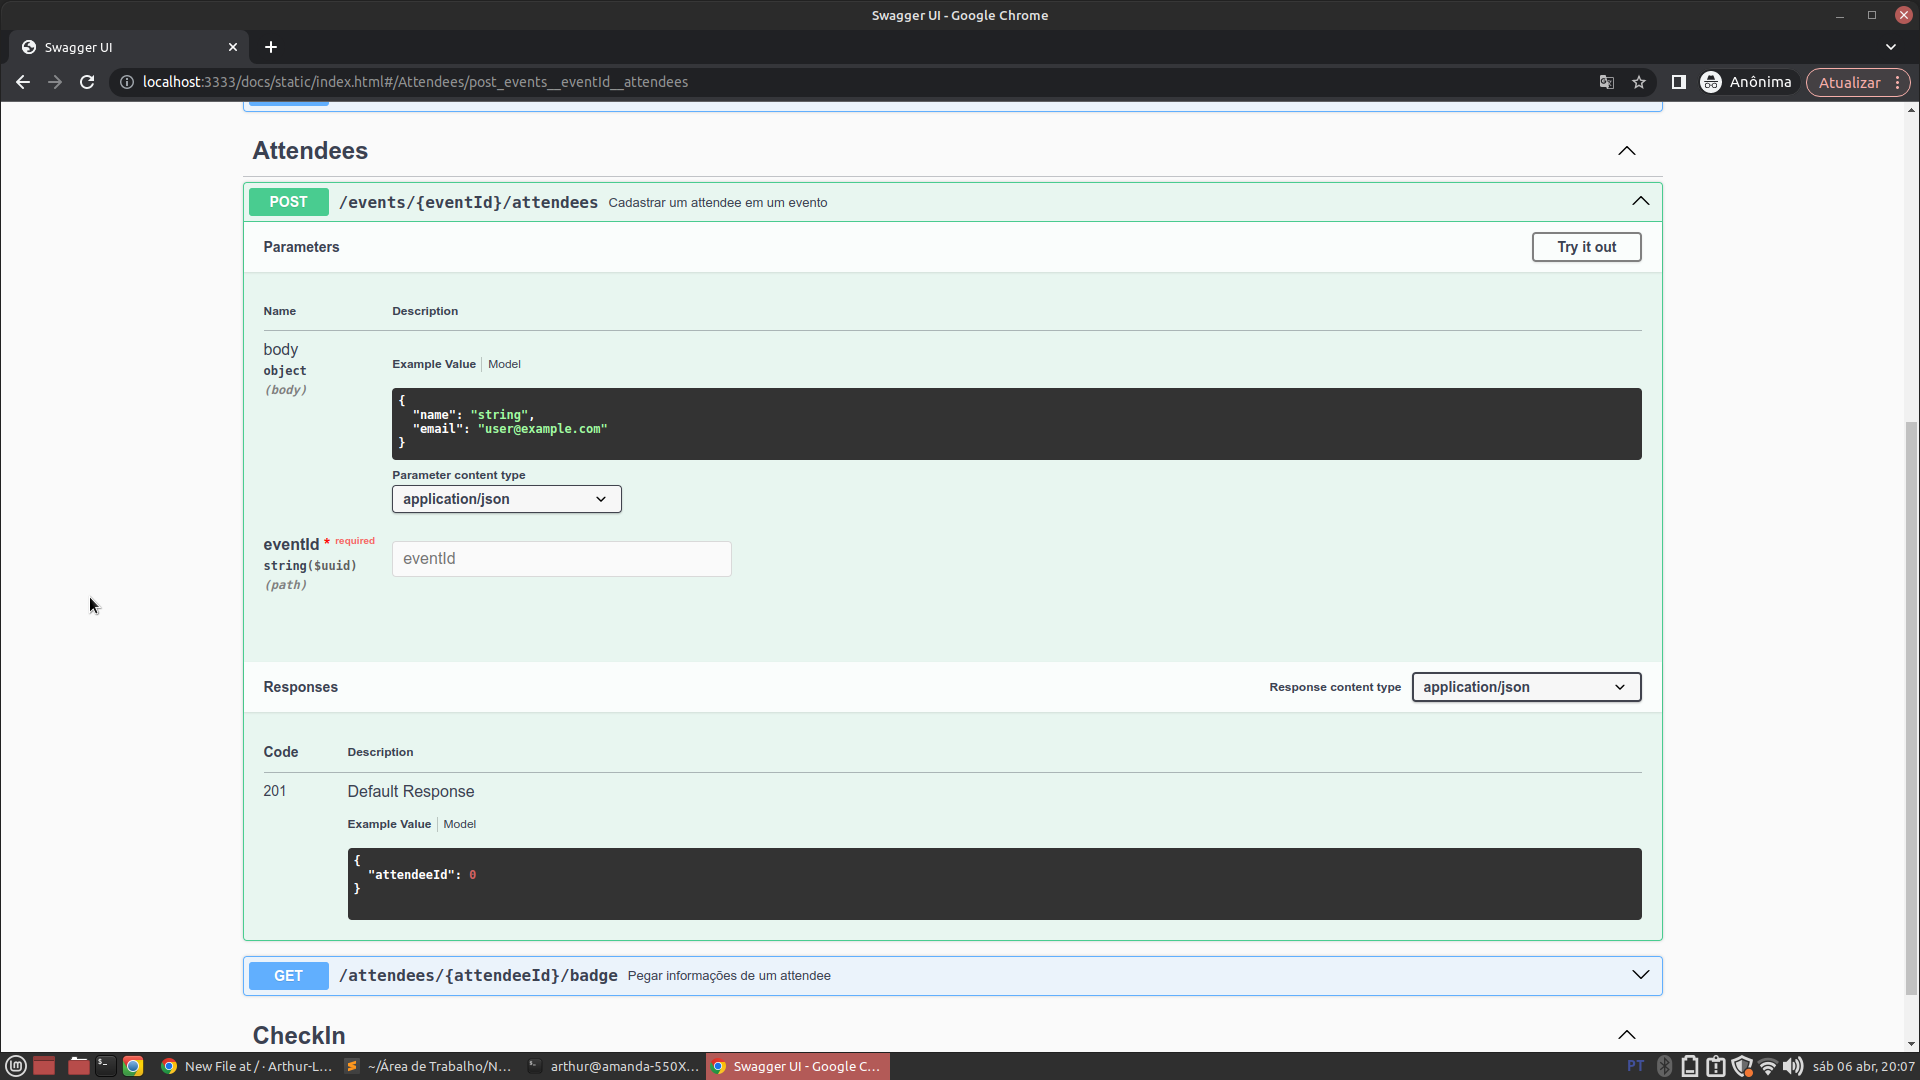 Swagger UI - Google Chrome
Swagger UI
localhost:3333/docs/static/index.html#/Attendees/post_events__eventId__attendees
Anônima
Atualizar
Attendees
POST /events/{eventId}/attendees Cadastrar um attendee em um evento
Parameters
Try it out
Name Description
body
object
(body)
Example Value Model
{
"name": "string",
"email": "user@example.com"
}
Parameter content type
application/json
eventId * required
string($uuid)
(path)
eventId
Responses
Response content type application/json
Code Description
201 Default Response
Example Value Model
{
"attendeeId": 0
}
GET /attendees/{attendeeId}/badge Pegar informações de um attendee
CheckIn
New File at / · Arthur-L... ~/Área de Trabalho/N... arthur@amanda-550X... Swagger UI - Google C... PT sáb 06 abr, 20:07